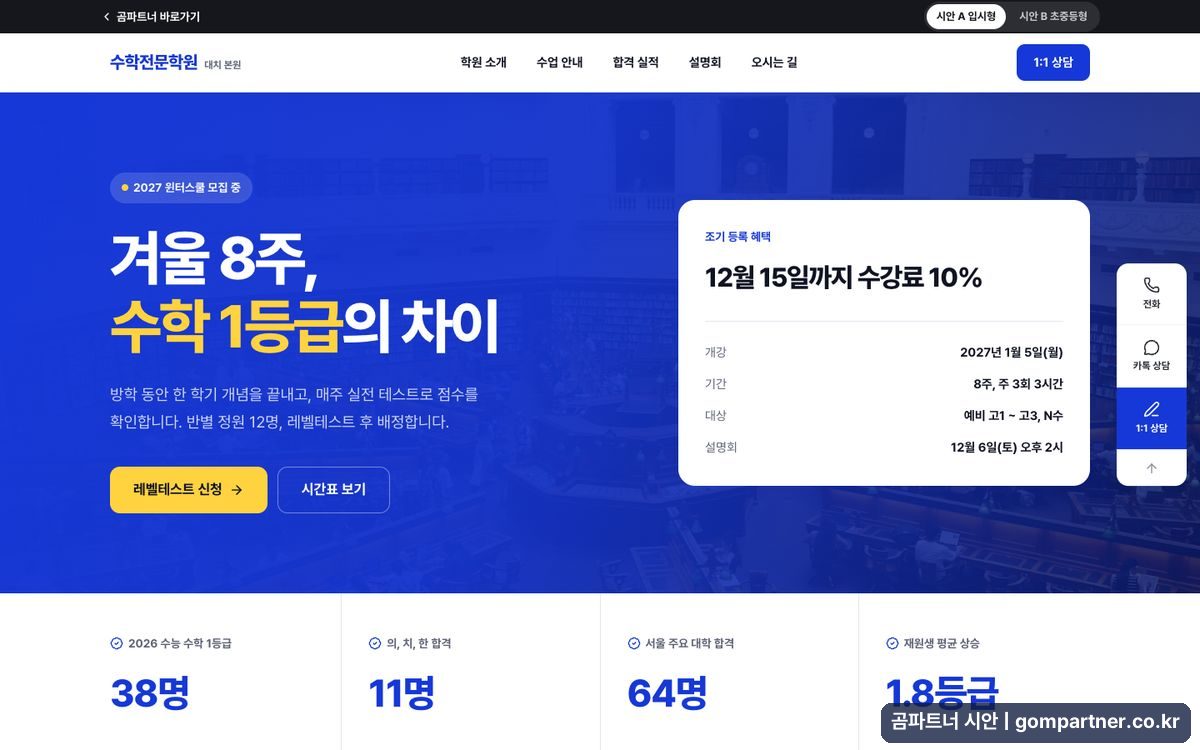 곰파트너 바로가기
시안 A 입시형
시안 B 초중등형
수학전문학원 대치 본원
학원 소개
수업 안내
합격 실적
설명회
오시는 길
1:1 상담
2027 윈터스쿨 모집 중
겨울 8주,
수학 1등급의 차이
방학 동안 한 학기 개념을 끝내고, 매주 실전 테스트로 점수를
확인합니다. 반별 정원 12명, 레벨테스트 후 배정합니다.
레벨테스트 신청 →
시간표 보기
조기 등록 혜택
12월 15일까지 수강료 10%
개강 2027년 1월 5일(월)
기간 8주, 주 3회 3시간
대상 예비 고1 ~ 고3, N수
설명회 12월 6일(토) 오후 2시
전화
카톡 상담
1:1 상담
2026 수능 수학 1등급
38명
의, 치, 한 합격
11명
서울 주요 대학 합격
64명
재원생 평균 상승
1.8등급
곰파트너 시안 | gompartner.co.kr